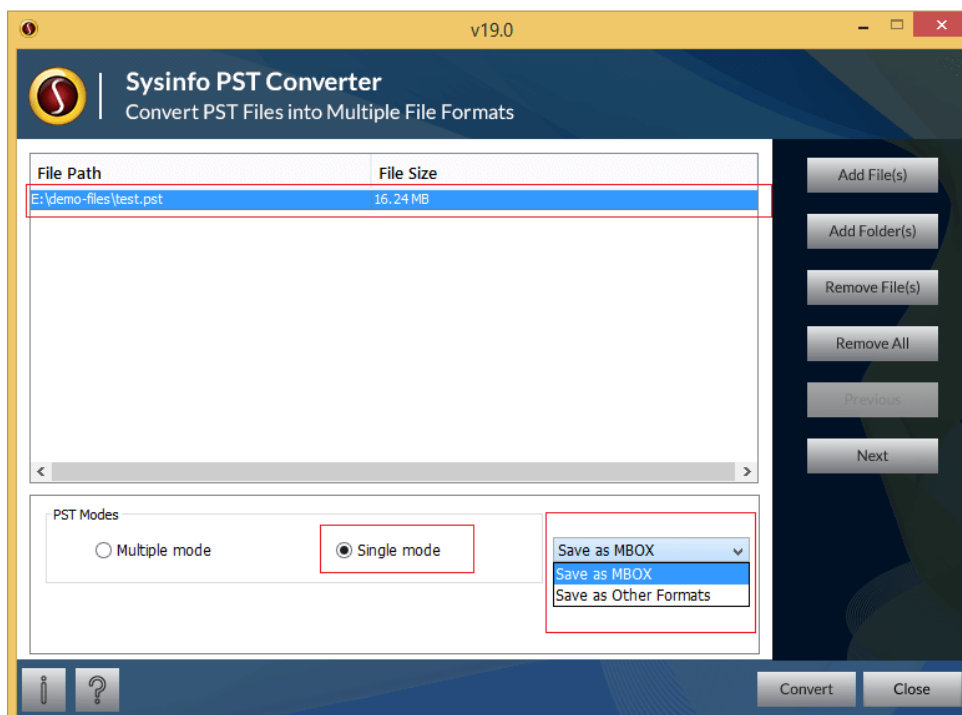 v19.0
Sysinfo PST Converter
Convert PST Files into Multiple File Formats
File Path File Size
E:\demo-files\test.pst 16.24 MB
Add File(s)
Add Folder(s)
Remove File(s)
Remove All
Previous
Next
PST Modes
Multiple mode Single mode Save as MBOX
Save as MBOX
Save as Other Formats
Convert Close